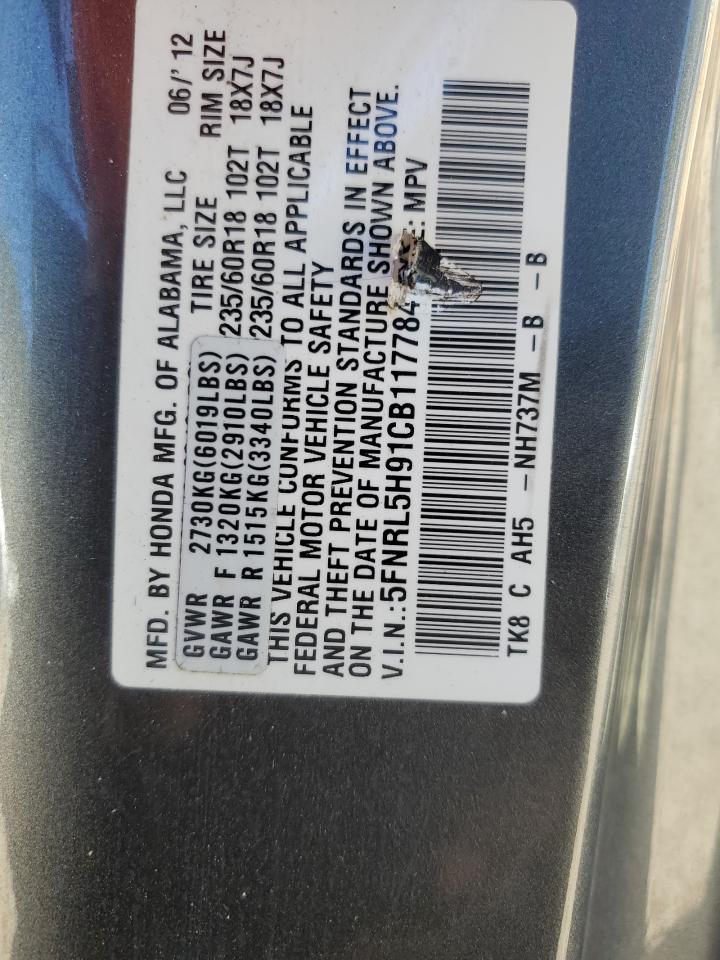 MFD. BY HONDA MFG. OF ALABAMA, LLC 06/'12
TIRE SIZE RIM SIZE
GVWR 2730KG(6019LBS)
GAWR F 1320KG(2910LBS) 235/60R18 102T 18X7J
GAWR R 1515KG(3340LBS) 235/60R18 102T 18X7J
THIS VEHICLE CONFORMS TO ALL APPLICABLE
FEDERAL MOTOR VEHICLE SAFETY
AND THEFT PREVENTION STANDARDS IN EFFECT
ON THE DATE OF MANUFACTURE SHOWN ABOVE.
V.I.N.:5FNRL5H91CB117784 : MPV
TK8 C AH5 -NH737M -B -B